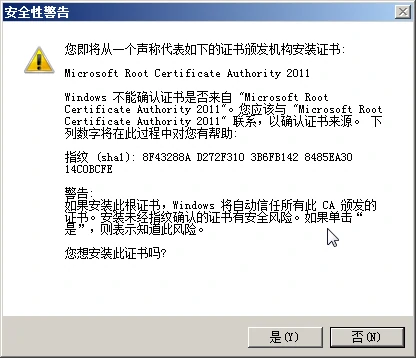 安全性警告
您即将从一个声称代表如下的证书颁发机构安装证书:
Microsoft Root Certificate Authority 2011
Windows 不能确认证书是否来自 "Microsoft Root
Certificate Authority 2011"。您应该与 "Microsoft Root
Certificate Authority 2011" 联系，以确认证书来源。 下
列数字将在此过程中对您有帮助:
指纹 (sha1): 8F43288A D272F310 3B6FB142 8485EA30
14C0BCFE
警告:
如果安装此根证书，Windows 将自动信任所有此 CA 颁发的
证书。安装未经指纹确认的证书有安全风险。如果单击“
是”，则表示知道此风险。
您想安装此证书吗?
是(Y)
否(N)